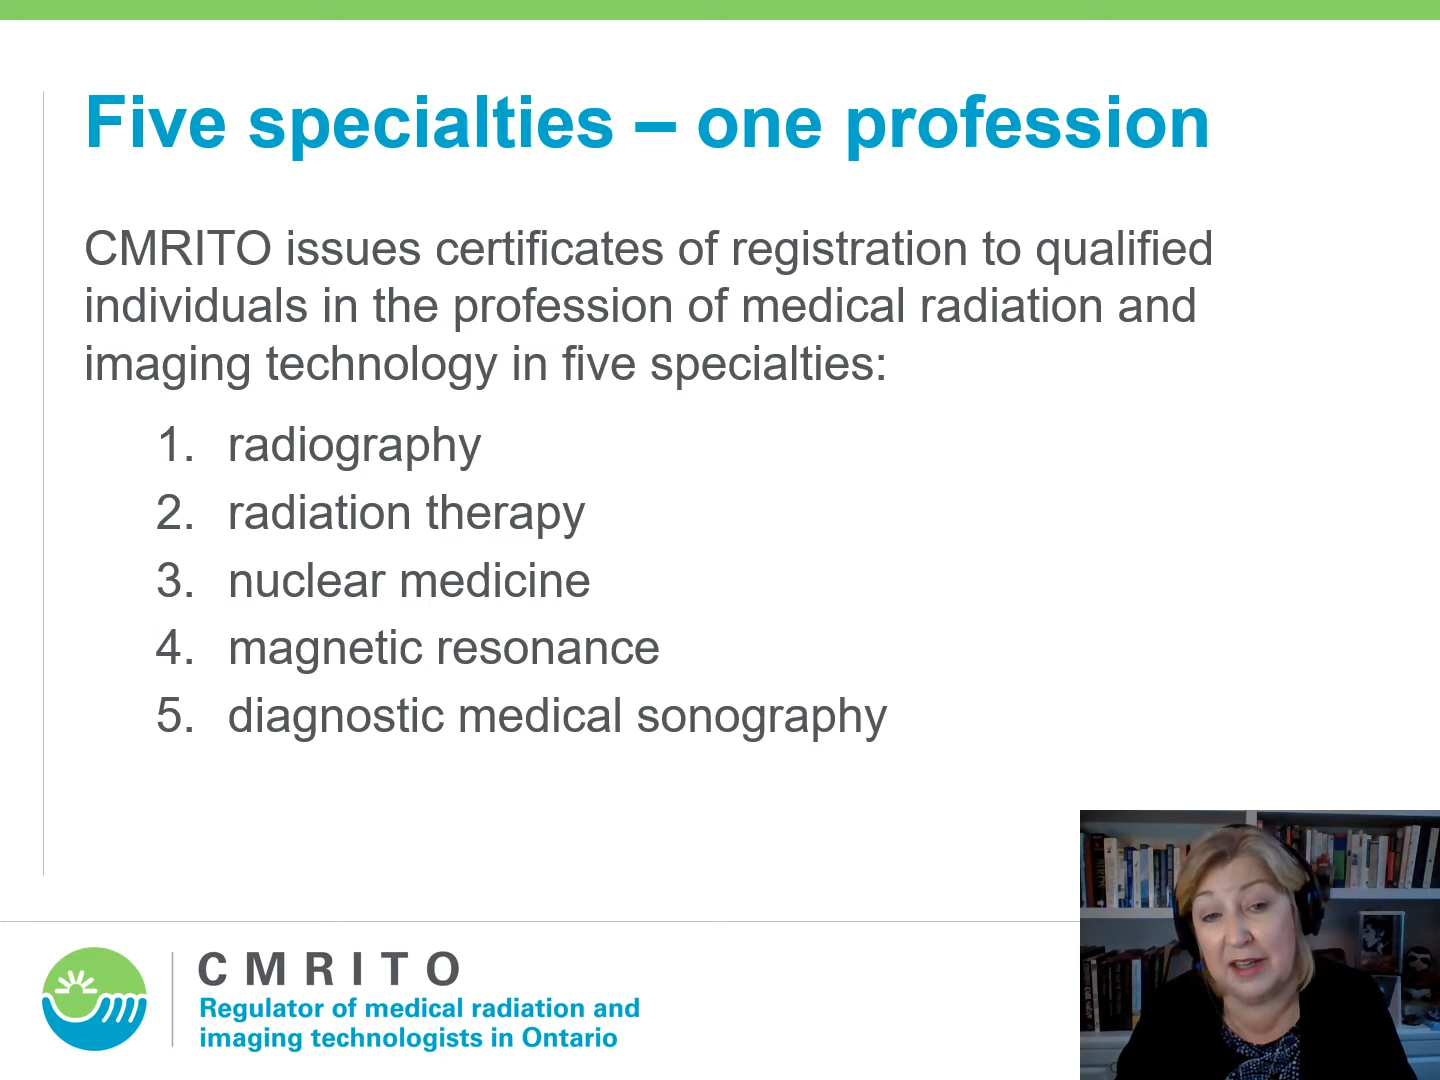 Five specialties – one profession
CMRITO issues certificates of registration to qualified
individuals in the profession of medical radiation and
imaging technology in five specialties:
1. radiography
2. radiation therapy
3. nuclear medicine
4. magnetic resonance
5. diagnostic medical sonography
CMRITO
Regulator of medical radiation and
imaging technologists in Ontario